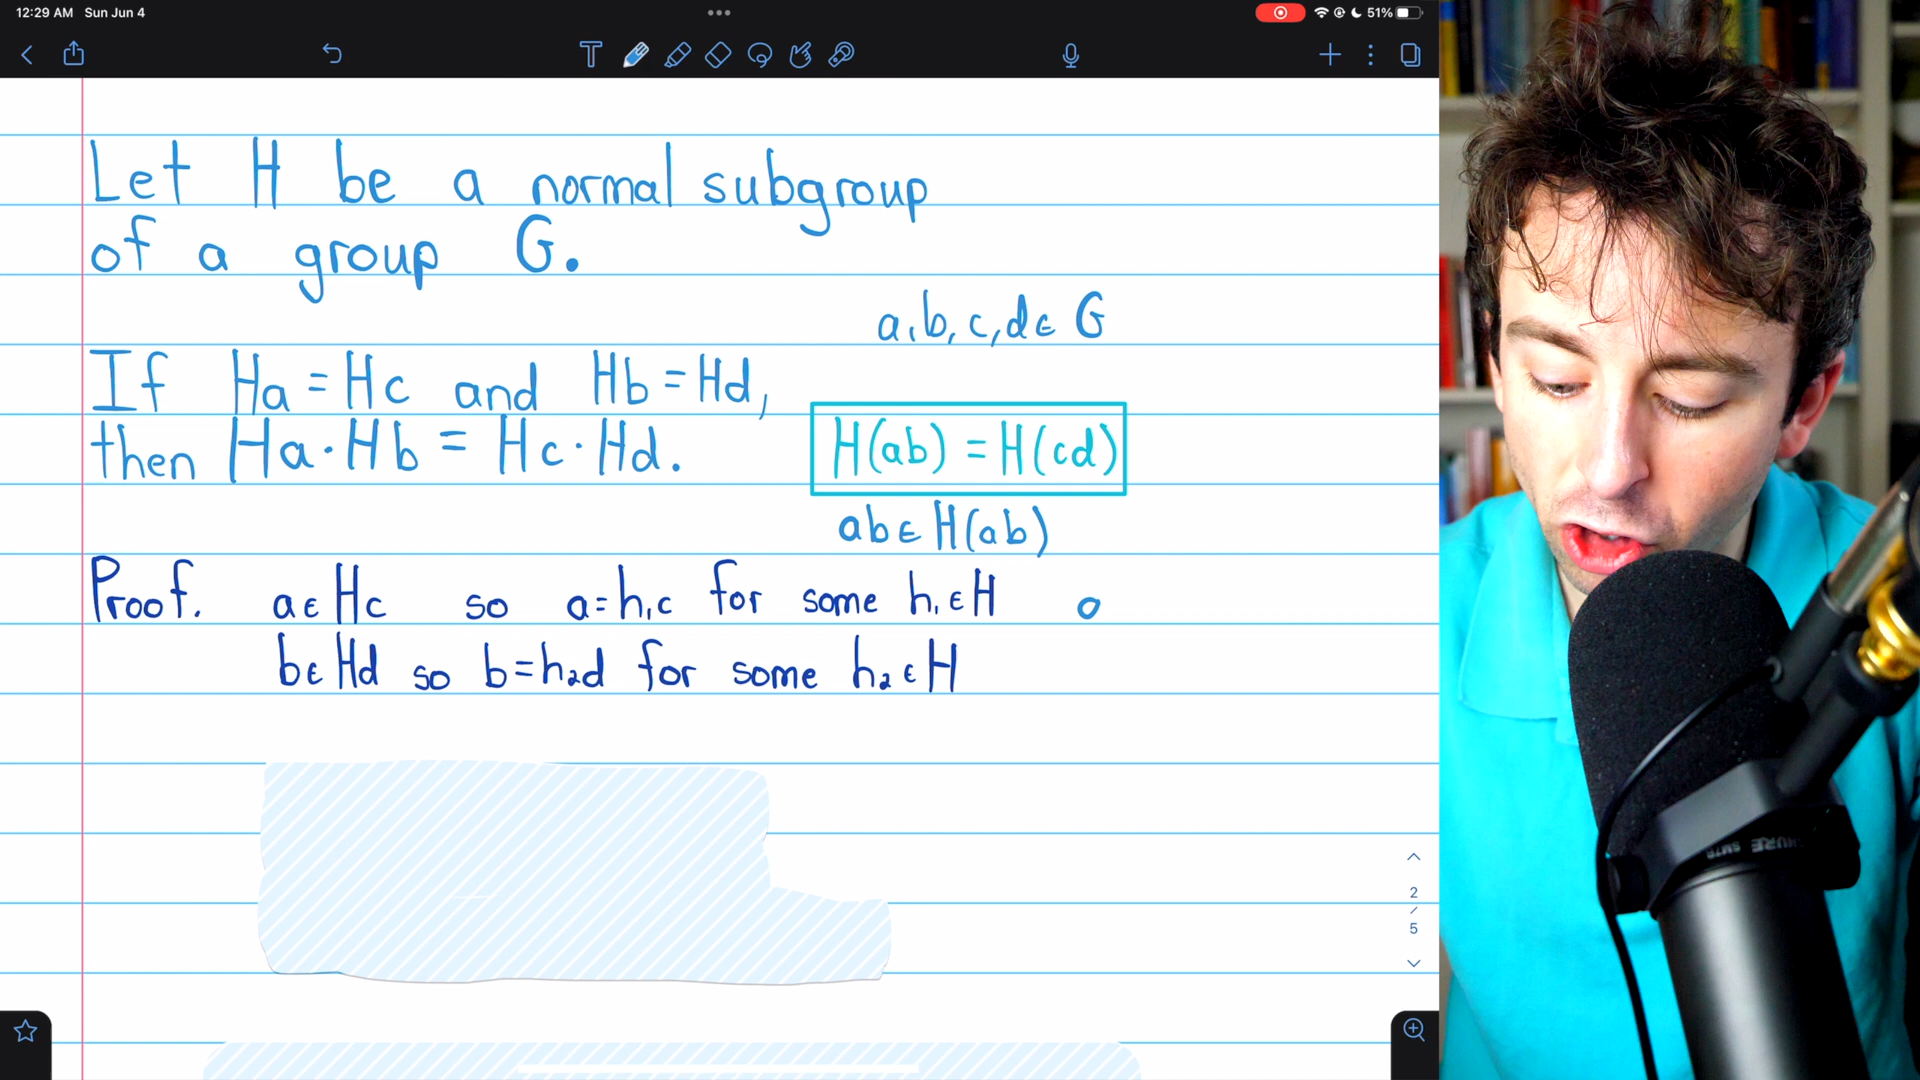 12:29 AM Sun Jun 4
51%
Let H be a normal subgroup
of a group G.
a,b,c,d ∈ G
If Ha = Hc and Hb = Hd,
then Ha · Hb = Hc · Hd.
H(ab) = H(cd)
ab ∈ H(ab)
Proof. a ∈ Hc so a = h₁c for some h₁ ∈ H o
b ∈ Hd so b = h₂d for some h₂ ∈ H
2
/
5
SHURE SM7B